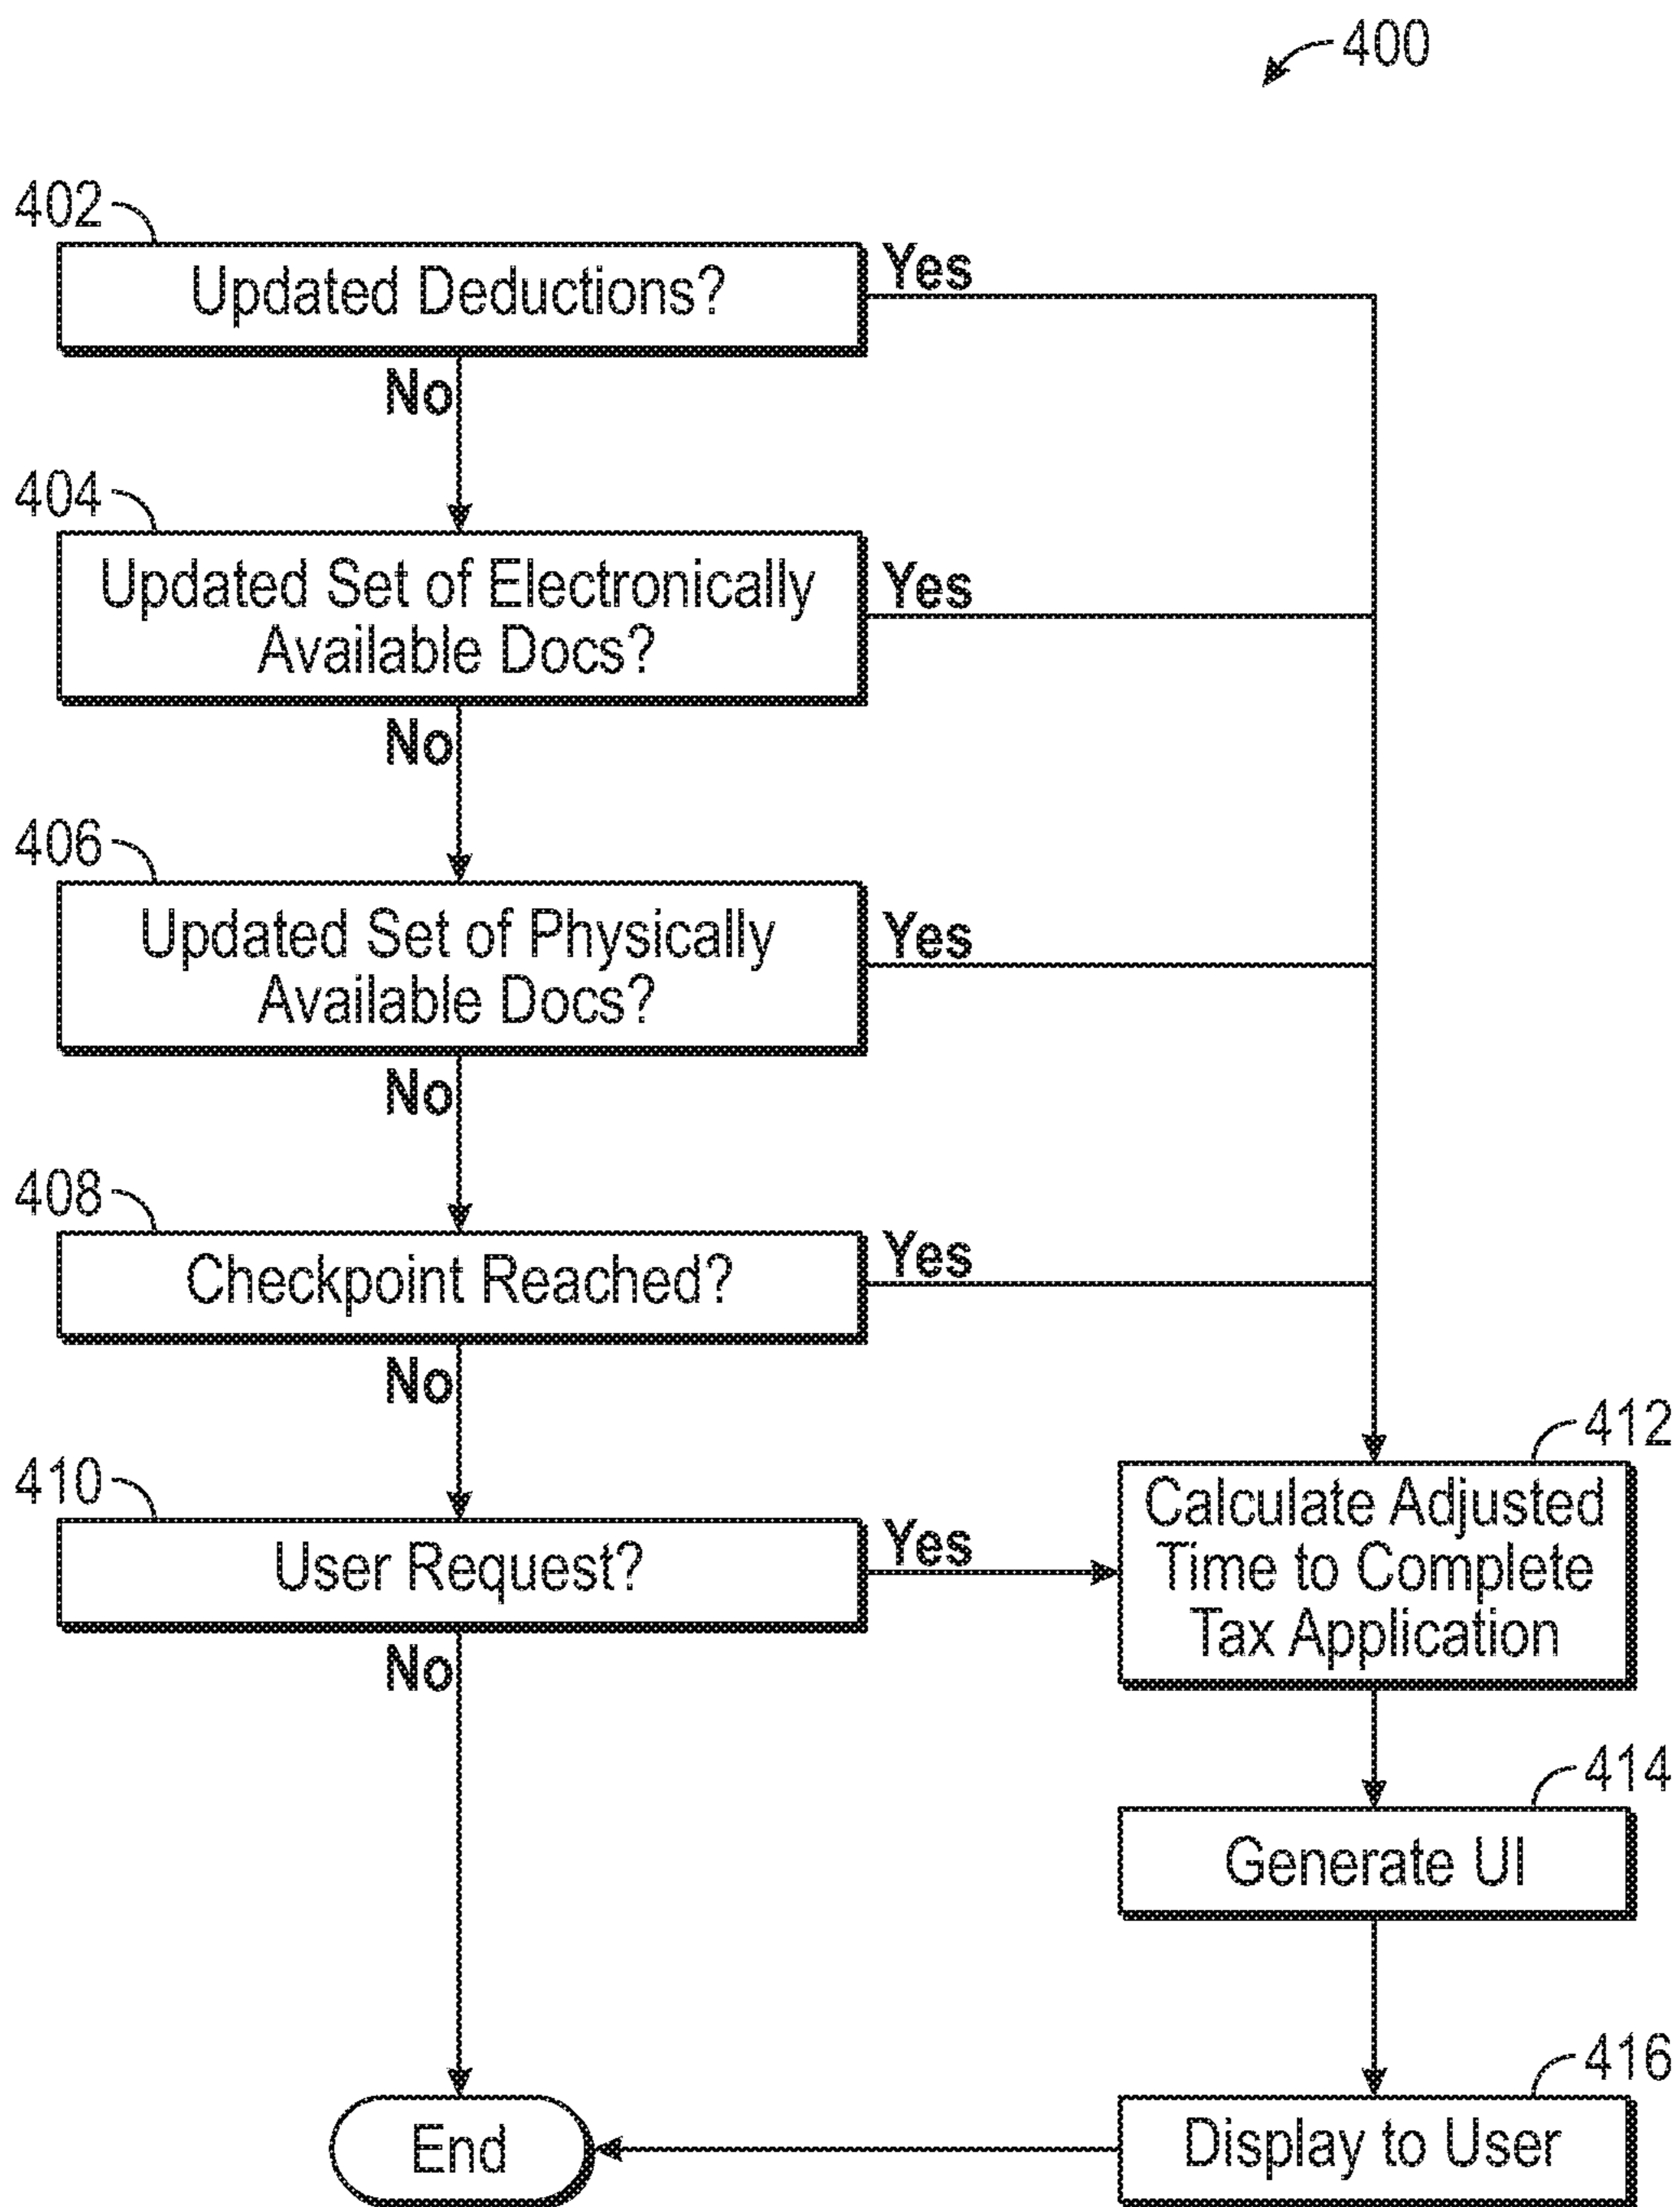 400
402
Updated Deductions?
Yes
No
404
Updated Set of Electronically
Available Docs?
Yes
No
406
Updated Set of Physically
Available Docs?
Yes
No
408
Checkpoint Reached?
Yes
No
410
User Request?
Yes
No
412
Calculate Adjusted
Time to Complete
Tax Application
414
Generate UI
416
Display to User
End